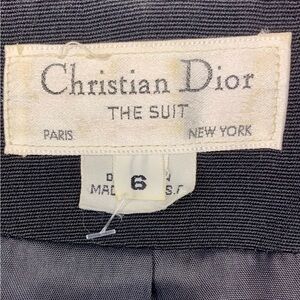 Christian Dior
THE SUIT
PARIS NEW YORK
6